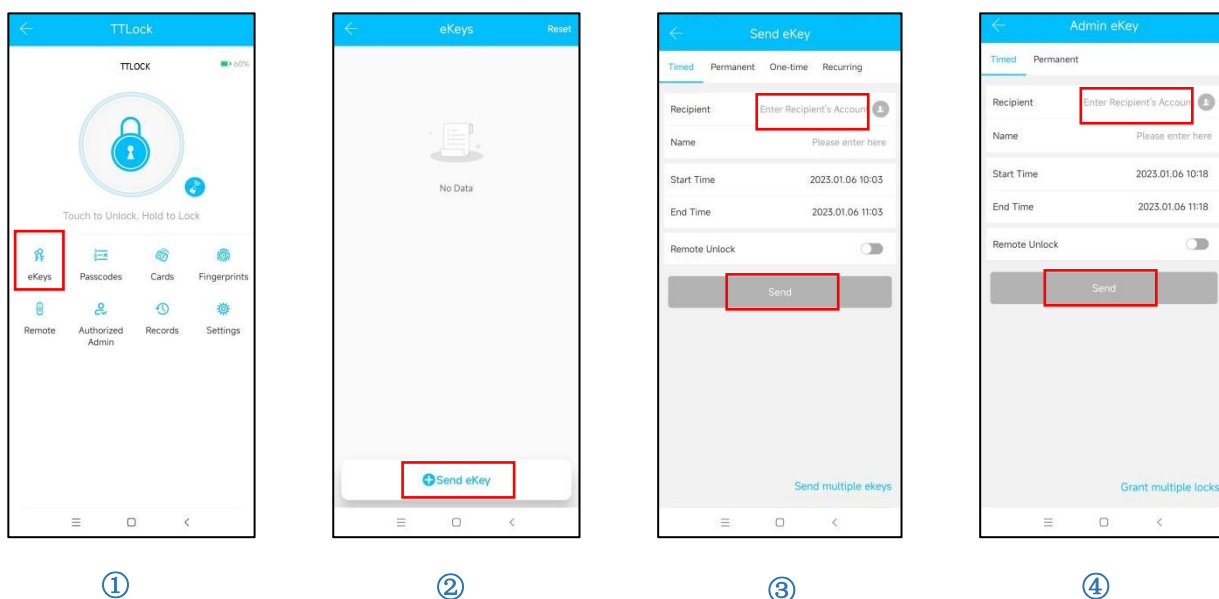 TTLock
TTLOCK
60%
Touch to Unlock, Hold to Lock
eKeys
Passcodes
Cards
Fingerprints
Remote
Authorized Admin
Records
Settings
①
eKeys
Reset
No Data
Send eKey
②
Send eKey
Timed Permanent One-time Recurring
Recipient Enter Recipient's Account
Name Please enter here
Start Time 2023.01.06 10:03
End Time 2023.01.06 11:03
Remote Unlock
Send
Send multiple ekeys
③
Admin eKey
Timed Permanent
Recipient Enter Recipient's Accoun
Name Please enter here
Start Time 2023.01.06 10:18
End Time 2023.01.06 11:18
Remote Unlock
Send
Grant multiple locks
④